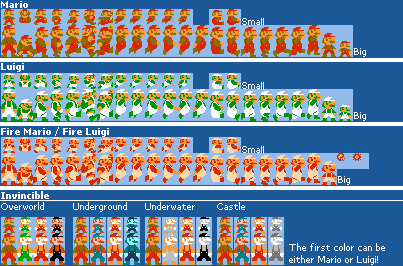 Mario
Small
Big
Luigi
Small
Big
Fire Mario / Fire Luigi
Small
Big
Invincible
Overworld Underground Underwater Castle
The first color can be
either Mario or Luigi!